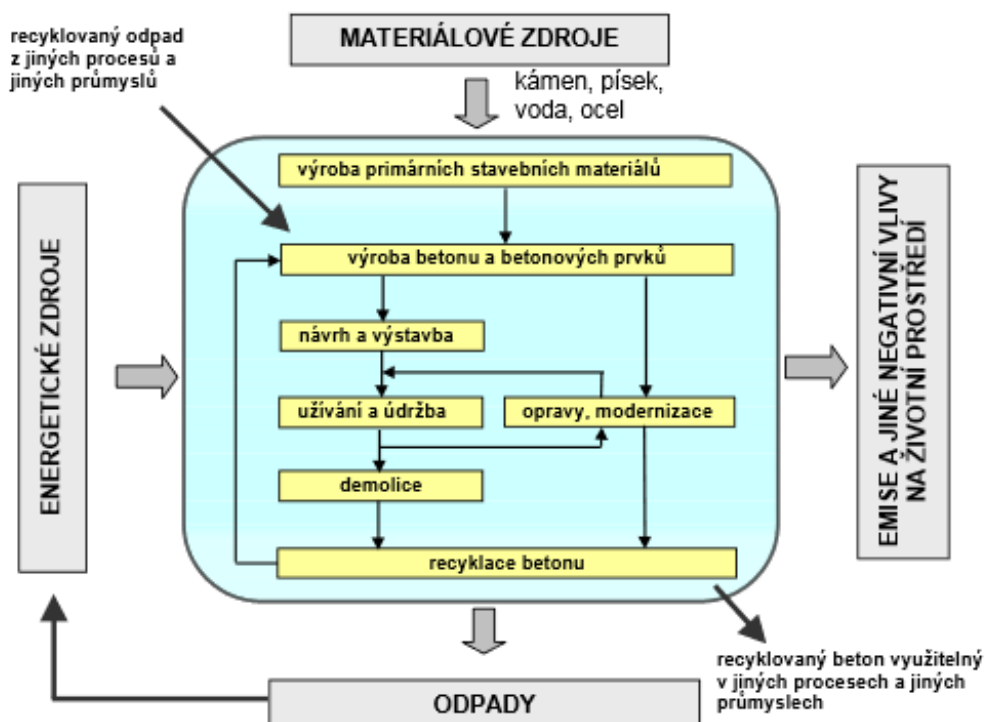 recyklovaný odpad
z jiných procesů a
jiných průmyslů
MATERIÁLOVÉ ZDROJE
kámen, písek,
voda, ocel
výroba primárních stavebních materiálů
výroba betonu a betonových prvků
návrh a výstavba
užívání a údržba
opravy, modernizace
demolice
recyklace betonu
ENERGETICKÉ ZDROJE
EMISE A JINÉ NEGATIVNÍ VLIVY
NA ŽIVOTNÍ PROSTŘEDÍ
recyklovaný beton využitelný
v jiných procesech a jiných
průmyslech
ODPADY